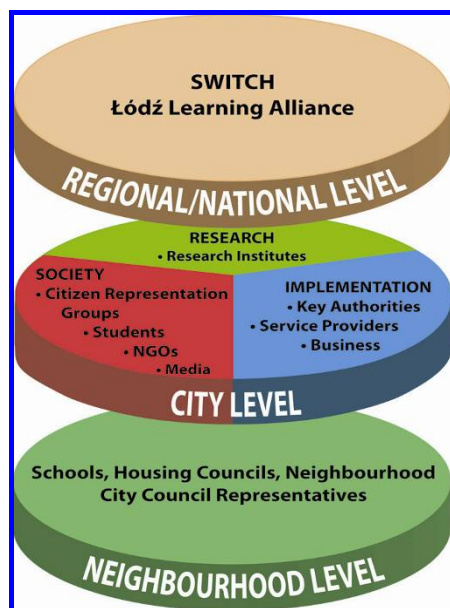 SWITCH
Łódź Learning Alliance
REGIONAL/NATIONAL LEVEL
RESEARCH
• Research Institutes
SOCIETY
• Citizen Representation
Groups
• Students
• NGOs
• Media
IMPLEMENTATION
• Key Authorities
• Service Providers
• Business
CITY LEVEL
Schools, Housing Councils, Neighbourhood
City Council Representatives
NEIGHBOURHOOD LEVEL